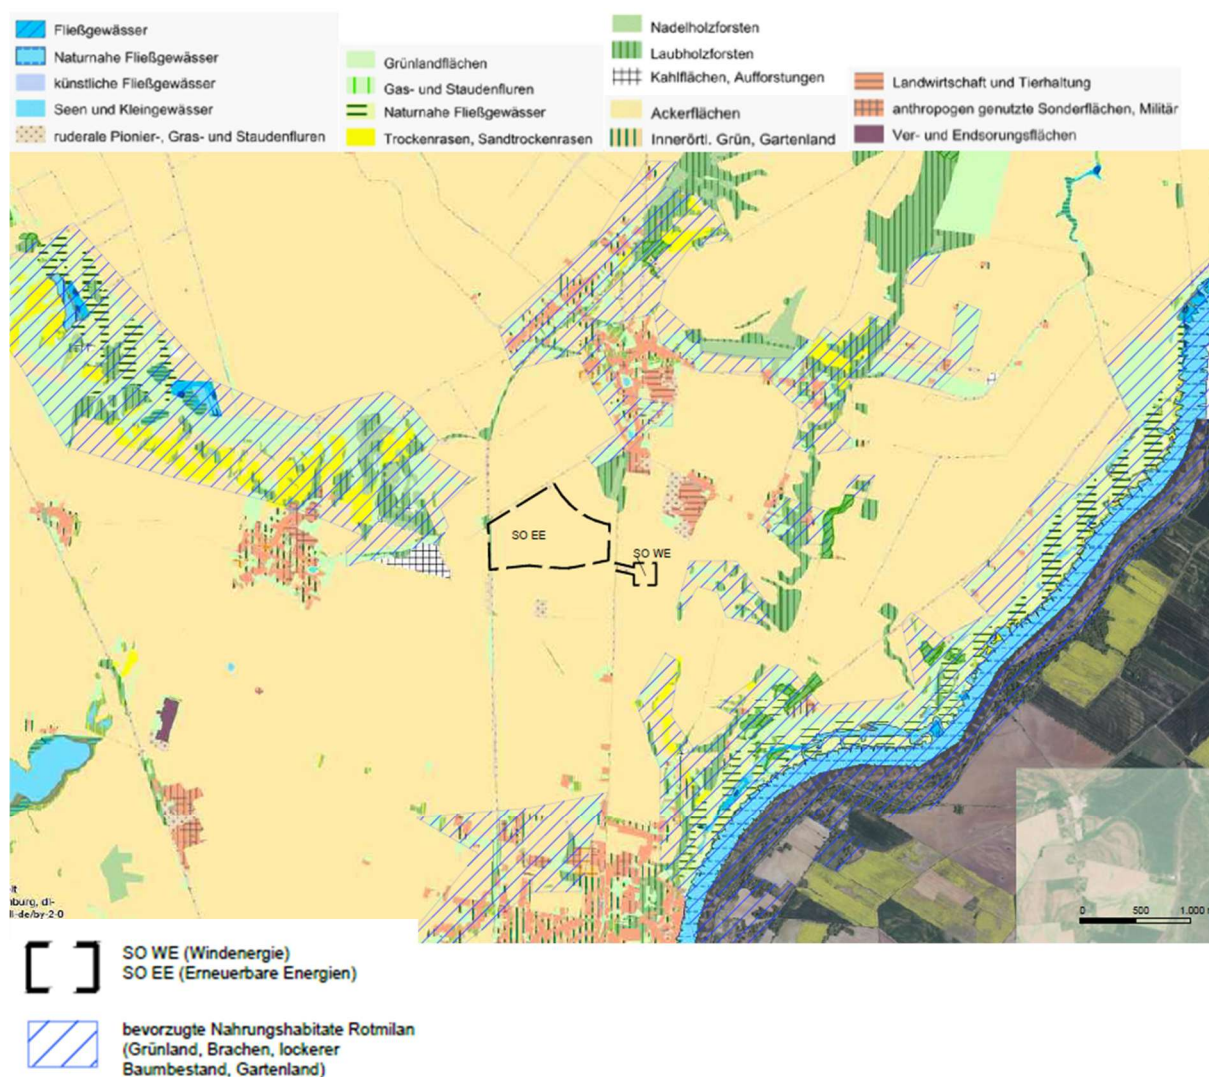 Fließgewässer
Naturnahe Fließgewässer
künstliche Fließgewässer
Seen und Kleingewässer
ruderale Pionier-, Gras- und Staudenfluren
Grünlandflächen
Gas- und Staudenfluren
Naturnahe Fließgewässer
Trockenrasen, Sandtrockenrasen
Nadelholzforsten
Laubholzforsten
Kahlflächen, Aufforstungen
Ackerflächen
Innerörtl. Grün, Gartenland
Landwirtschaft und Tierhaltung
anthropogen genutzte Sonderflächen, Militär
Ver- und Endsorungsflächen
SO EE
SO WE
0 500 1.000
SO WE (Windenergie)
SO EE (Erneuerbare Energien)
bevorzugte Nahrungshabitate Rotmilan
(Grünland, Brachen, lockerer
Baumbestand, Gartenland)